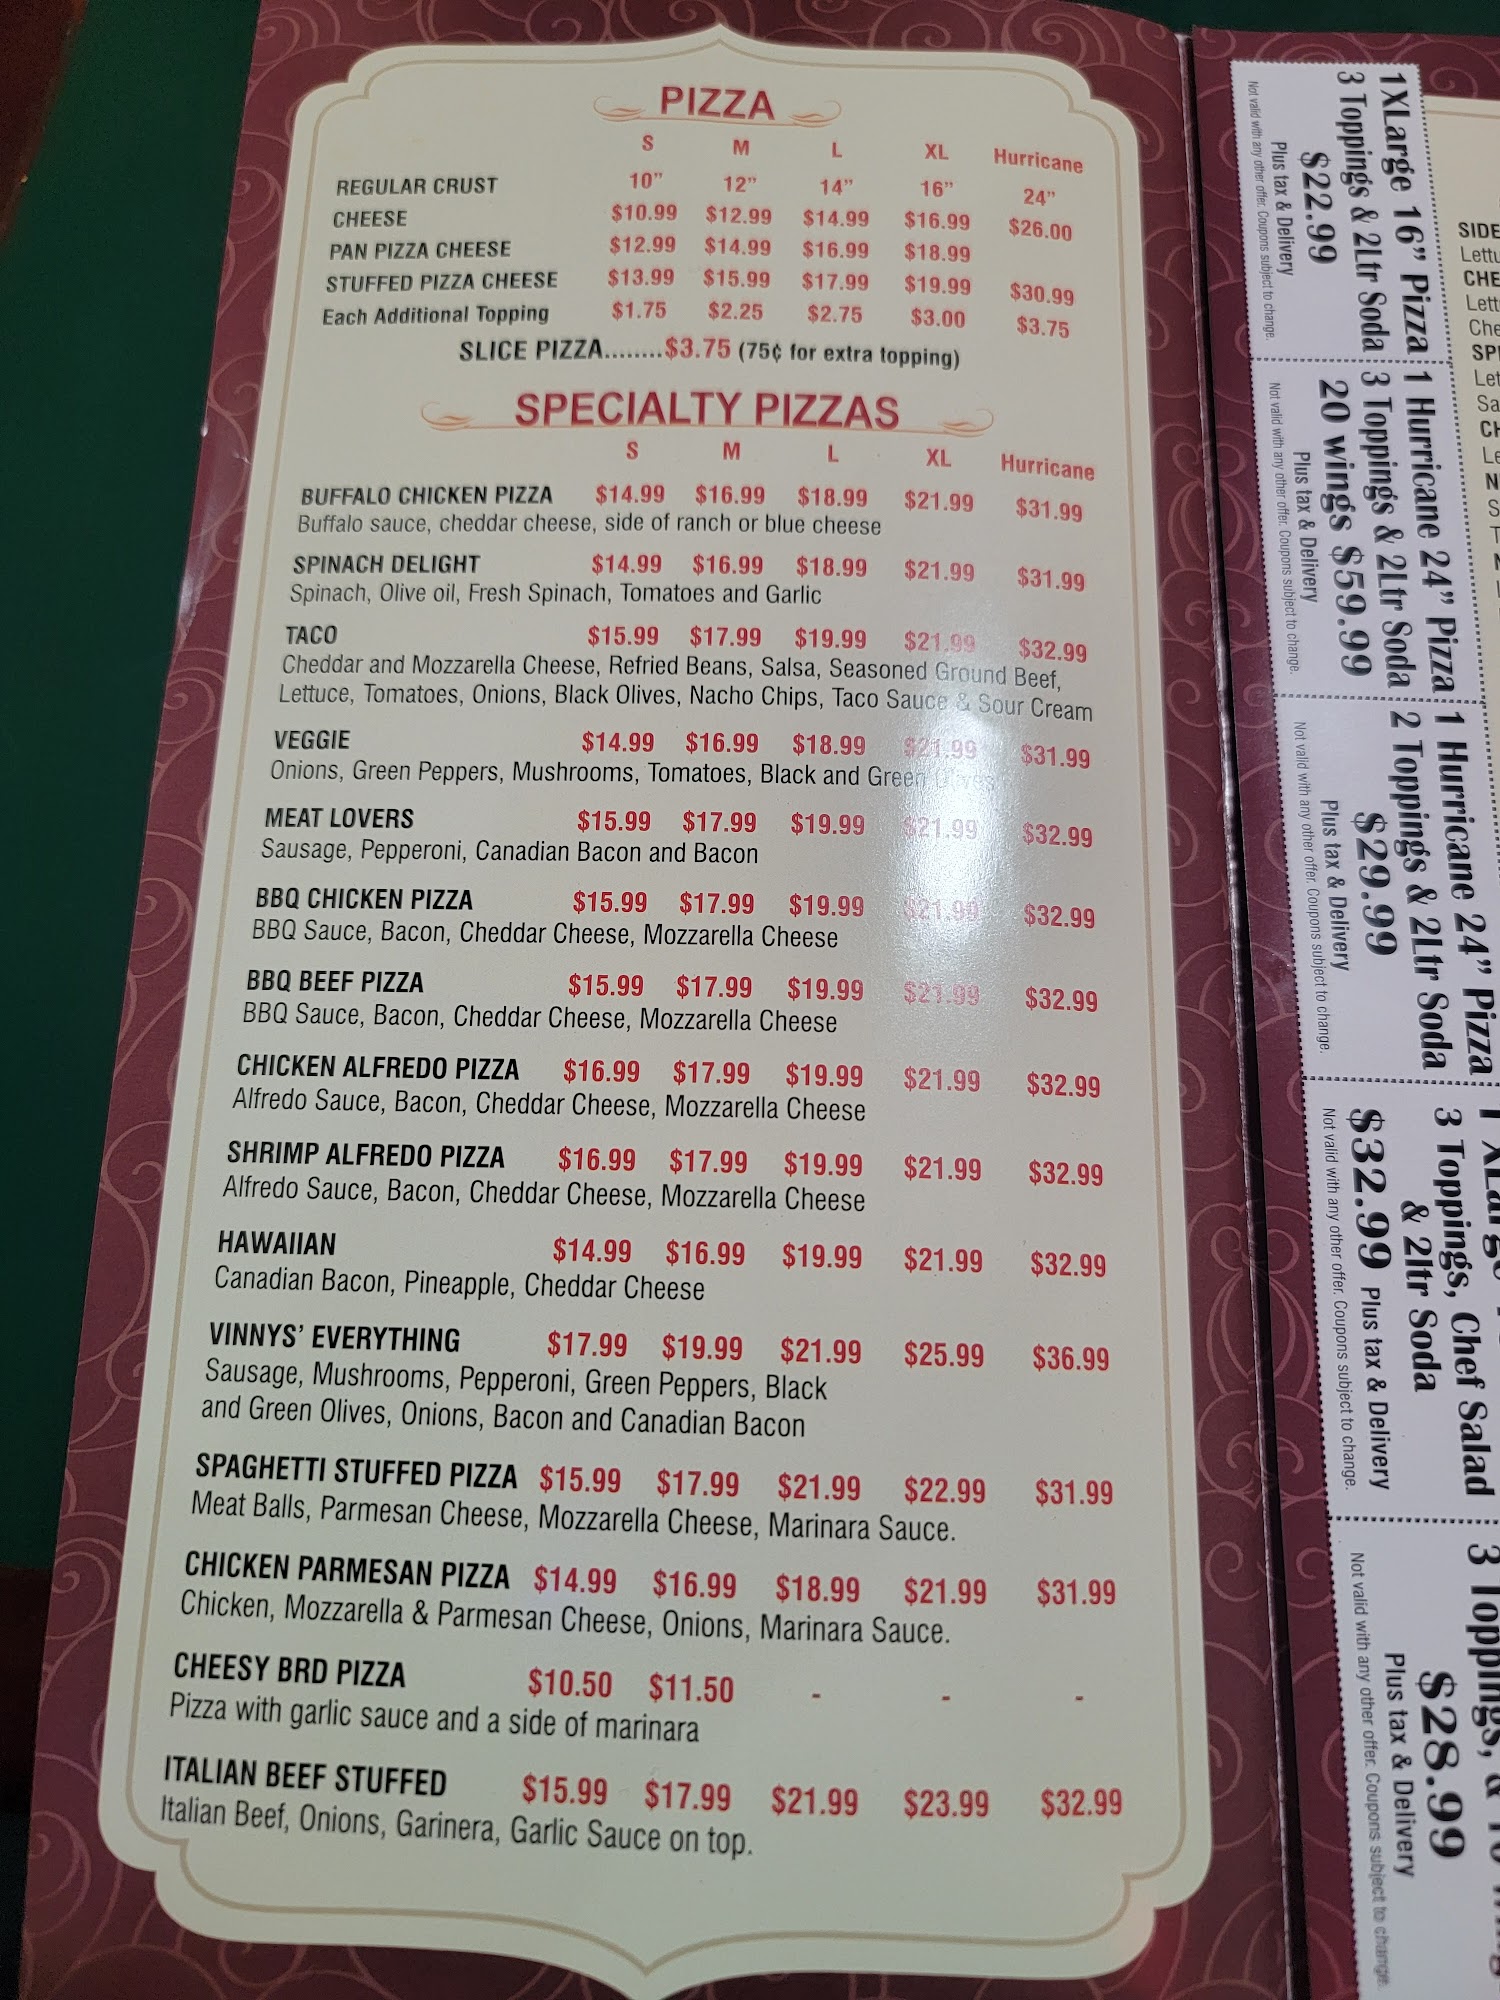 PIZZA
S M L XL Hurricane
REGULAR CRUST 10" 12" 14" 16" 24"
CHEESE $10.99 $12.99 $14.99 $16.99 $26.00
PAN PIZZA CHEESE $12.99 $14.99 $16.99 $18.99
STUFFED PIZZA CHEESE $13.99 $15.99 $17.99 $19.99 $30.99
Each Additional Topping $1.75 $2.25 $2.75 $3.00 $3.75
SLICE PIZZA........$3.75 (75¢ for extra topping)
SPECIALTY PIZZAS
S M L XL Hurricane
BUFFALO CHICKEN PIZZA $14.99 $16.99 $18.99 $21.99 $31.99
Buffalo sauce, cheddar cheese, side of ranch or blue cheese
SPINACH DELIGHT $14.99 $16.99 $18.99 $21.99 $31.99
Spinach, Olive oil, Fresh Spinach, Tomatoes and Garlic
TACO $15.99 $17.99 $19.99 $21.99 $32.99
Cheddar and Mozzarella Cheese, Refried Beans, Salsa, Seasoned Ground Beef,
Lettuce, Tomatoes, Onions, Black Olives, Nacho Chips, Taco Sauce & Sour Cream
VEGGIE $14.99 $16.99 $18.99 $21.99 $31.99
Onions, Green Peppers, Mushrooms, Tomatoes, Black and Green Olives
MEAT LOVERS $15.99 $17.99 $19.99 $21.99 $32.99
Sausage, Pepperoni, Canadian Bacon and Bacon
BBQ CHICKEN PIZZA $15.99 $17.99 $19.99 $21.99 $32.99
BBQ Sauce, Bacon, Cheddar Cheese, Mozzarella Cheese
BBQ BEEF PIZZA $15.99 $17.99 $19.99 $21.99 $32.99
BBQ Sauce, Bacon, Cheddar Cheese, Mozzarella Cheese
CHICKEN ALFREDO PIZZA $16.99 $17.99 $19.99 $21.99 $32.99
Alfredo Sauce, Bacon, Cheddar Cheese, Mozzarella Cheese
SHRIMP ALFREDO PIZZA $16.99 $17.99 $19.99 $21.99 $32.99
Alfredo Sauce, Bacon, Cheddar Cheese, Mozzarella Cheese
HAWAIIAN $14.99 $16.99 $19.99 $21.99 $32.99
Canadian Bacon, Pineapple, Cheddar Cheese
VINNYS' EVERYTHING $17.99 $19.99 $21.99 $25.99 $36.99
Sausage, Mushrooms, Pepperoni, Green Peppers, Black
and Green Olives, Onions, Bacon and Canadian Bacon
SPAGHETTI STUFFED PIZZA $15.99 $17.99 $21.99 $22.99 $31.99
Meat Balls, Parmesan Cheese, Mozzarella Cheese, Marinara Sauce.
CHICKEN PARMESAN PIZZA $14.99 $16.99 $18.99 $21.99 $31.99
Chicken, Mozzarella & Parmesan Cheese, Onions, Marinara Sauce.
CHEESY BRD PIZZA $10.50 $11.50 - - -
Pizza with garlic sauce and a side of marinara
ITALIAN BEEF STUFFED $15.99 $17.99 $21.99 $23.99 $32.99
Italian Beef, Onions, Garinera, Garlic Sauce on top.
1XLarge 16" Pizza
3 Toppings & 2Ltr Soda
$22.99
Plus tax & Delivery
Not valid with any other offer. Coupons subject to change.
1 Hurricane 24" Pizza
3 Toppings & 2Ltr Soda
20 wings $59.99
Plus tax & Delivery
Not valid with any other offer. Coupons subject to change.
1 Hurricane 24" Pizza
2 Toppings & 2Ltr Soda
$29.99
Plus tax & Delivery
Not valid with any other offer. Coupons subject to change.
3 Toppings, Chef Salad
& 2ltr Soda
$32.99 Plus tax & Delivery
Not valid with any other offer. Coupons subject to change.
3 Toppings, &
$28.99
Plus tax & Delivery
Not valid with any other offer. Coupons subject to change.
SIDE